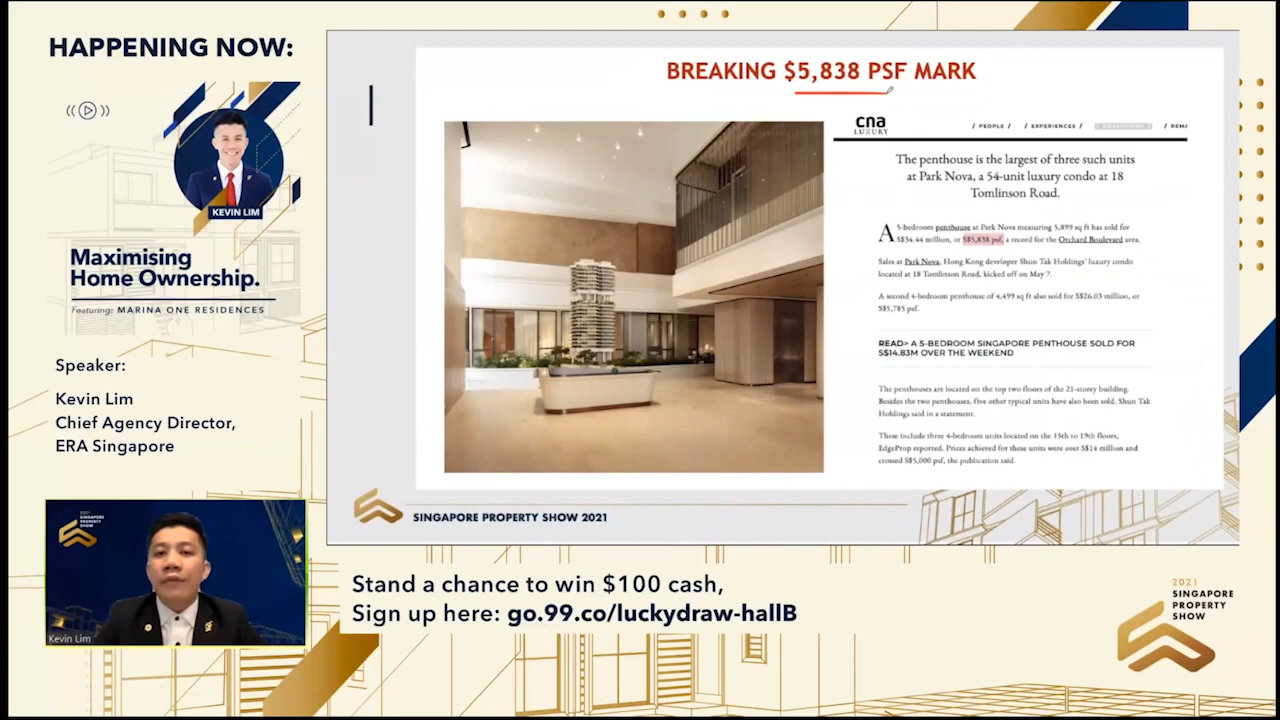 HAPPENING NOW:
KEVIN LIM
Maximising
Home Ownership.
Featuring: MARINA ONE RESIDENCES
Speaker:
Kevin Lim
Chief Agency Director,
ERA Singapore
2021
SINGAPORE
PROPERTY
SHOW
Kevin Lim
BREAKING $5,838 PSF MARK
cna
LUXURY
/ PEOPLE /
/ EXPERIENCES /
/ REMA
The penthouse is the largest of three such units
at Park Nova, a 54-unit luxury condo at 18
Tomlinson Road.
A 5-bedroom penthouse at Park Nova measuring 5,899 sq ft has sold for
S$34.44 million, or S$5,838 psf, a record for the Orchard Boulevard area.
Sales at Park Nova, Hong Kong developer Shun Tak Holdings' luxury condo
located at 18 Tomlinson Road, kicked off on May 7.
A second 4-bedroom penthouse of 4,499 sq ft also sold for S$26.03 million, or
S$5,785 psf.
READ> A 5-BEDROOM SINGAPORE PENTHOUSE SOLD FOR
S$14.83M OVER THE WEEKEND
The penthouses are located on the top two floors of the 21-storey building.
Besides the two penthouses, five other typical units have also been sold, Shun Tak
Holdings said in a statement.
These include three 4-bedroom units located on the 15th to 19th floors,
EdgeProp reported. Prices achieved for these units were over S$14 million and
crossed S$5,000 psf, the publication said.
SINGAPORE PROPERTY SHOW 2021
Stand a chance to win $100 cash,
Sign up here: go.99.co/luckydraw-hallB
2021
SINGAPORE
PROPERTY
SHOW